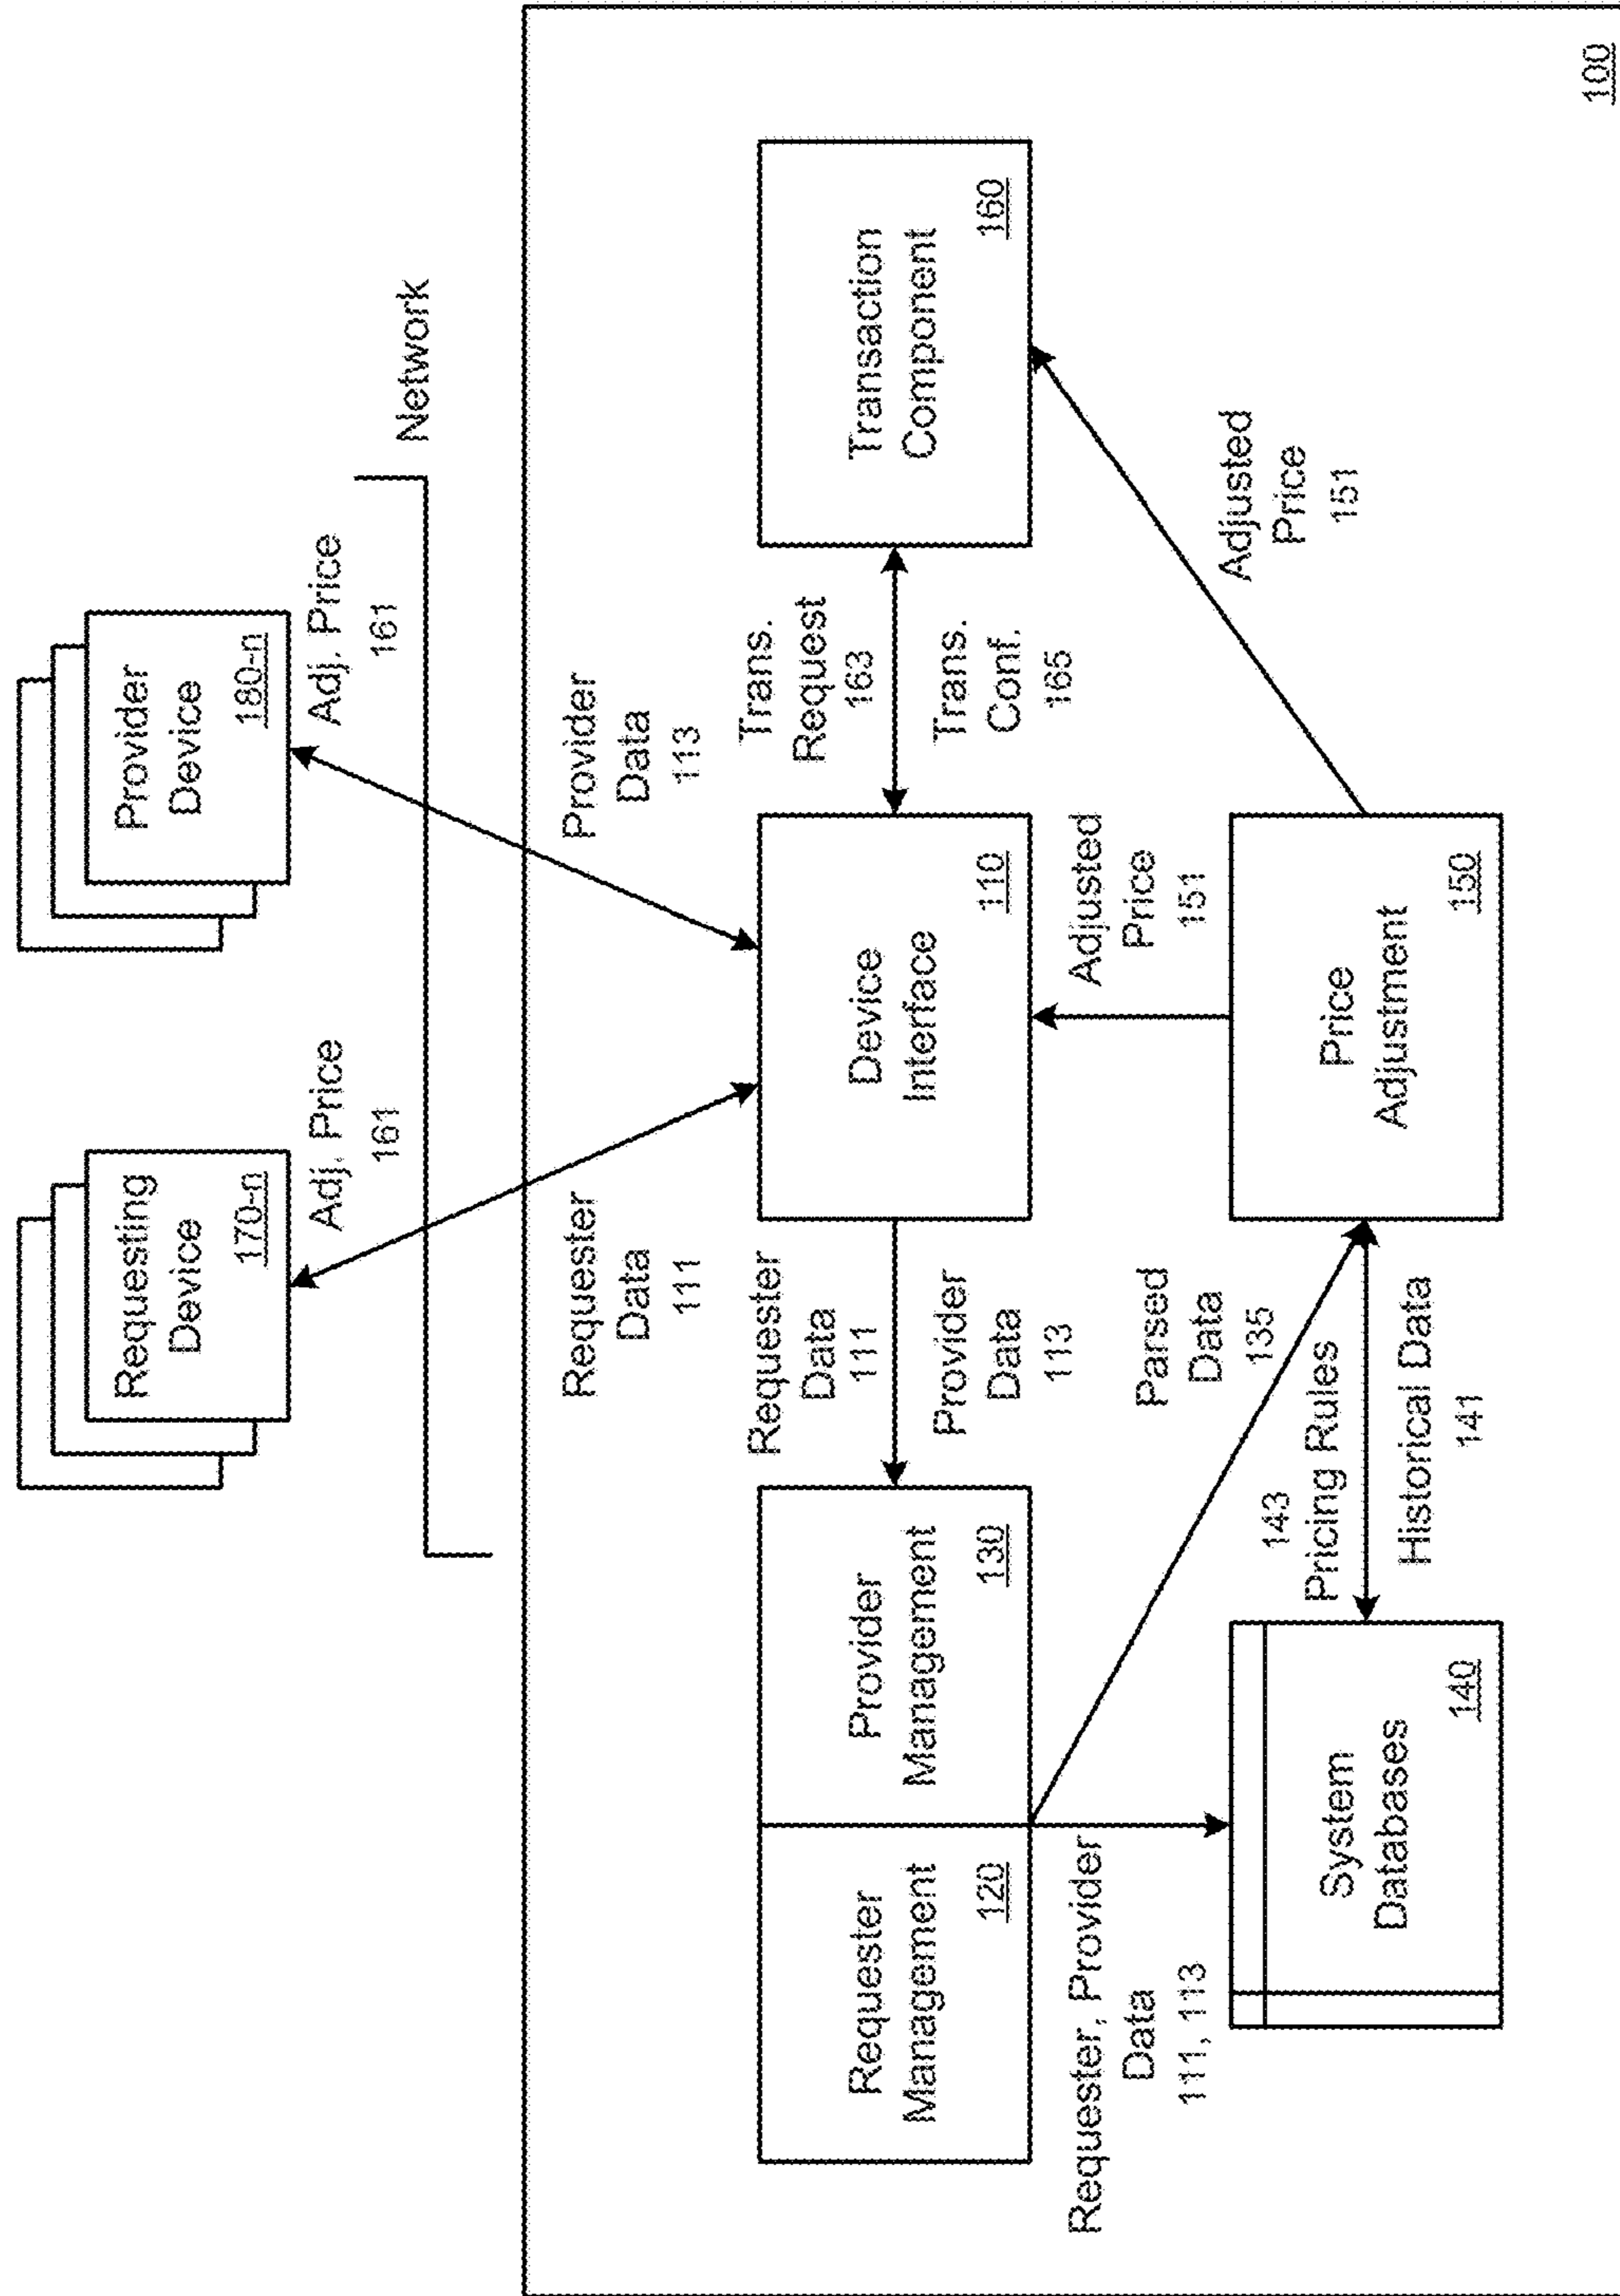 Requesting
Device
170-n
Provider
Device
180-n
Adj. Price
161
Adj. Price
161
Network
Requester
Data
111
Provider
Data
113
Requester
Management
120
Provider
Management
130
Requester
Data
111
Provider
Data
113
Device
Interface
110
Trans.
Request
163
Trans.
Conf.
165
Transaction
Component
160
Requester, Provider
Data
111, 113
Parsed
Data
135
Adjusted
Price
151
Adjusted
Price
151
System
Databases
140
143
Pricing Rules
Historical Data
141
Price
Adjustment
150
100